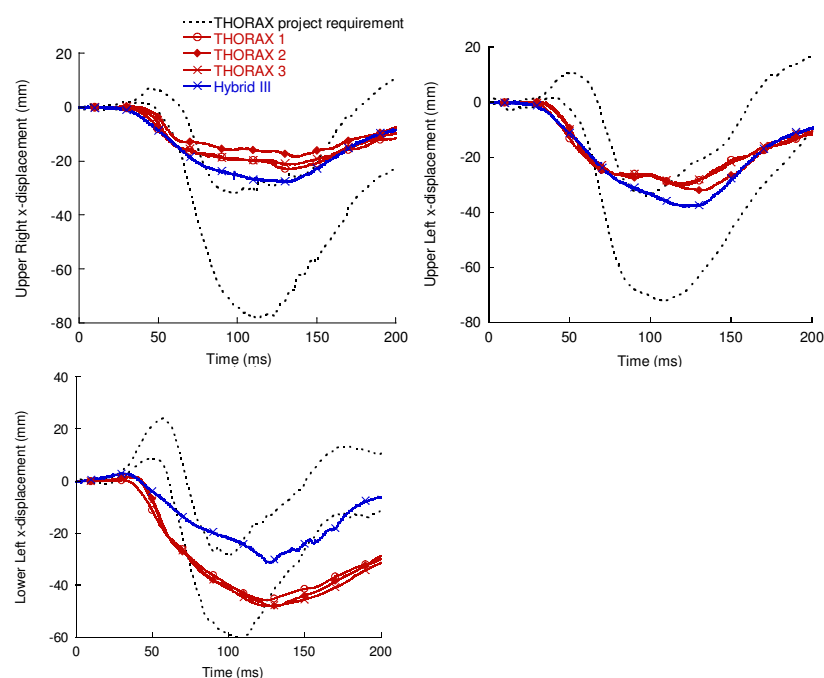 THORAX project requirement
THORAX 1
THORAX 2
THORAX 3
Hybrid III
Upper Right x-displacement (mm)
20
0
-20
-40
-60
-80
0 50 100 150 200
Time (ms)
Upper Left x-displacement (mm)
20
0
-20
-40
-60
-80
0 50 100 150 200
Time (ms)
Lower Left x-displacement (mm)
40
20
0
-20
-40
-60
0 50 100 150 200
Time (ms)